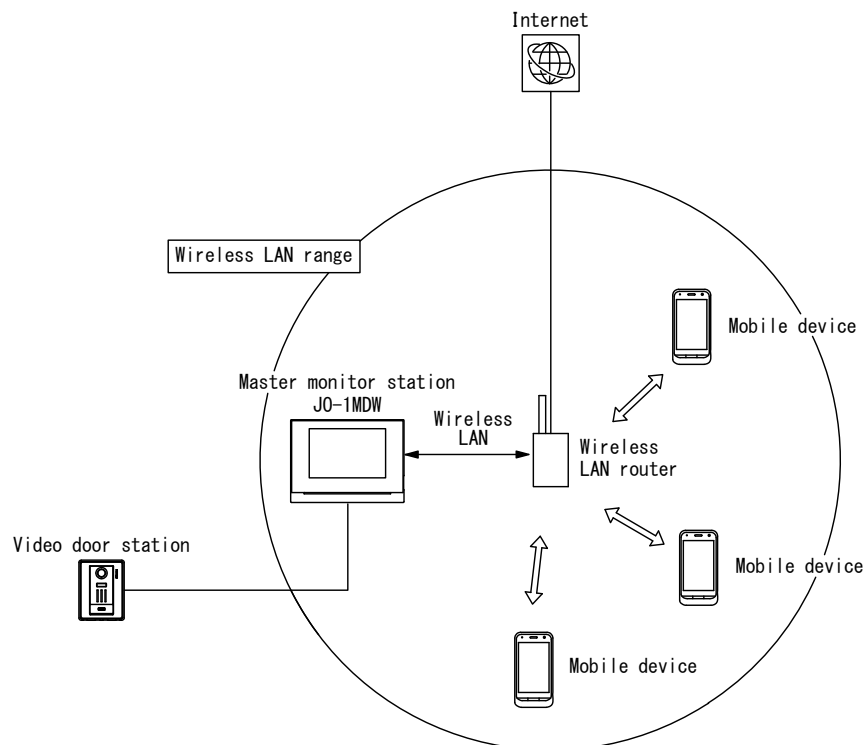 Internet
Wireless LAN range
Mobile device
Master monitor station
JO-1MDW
Wireless
LAN
Wireless
LAN router
Video door station
Mobile device
Mobile device